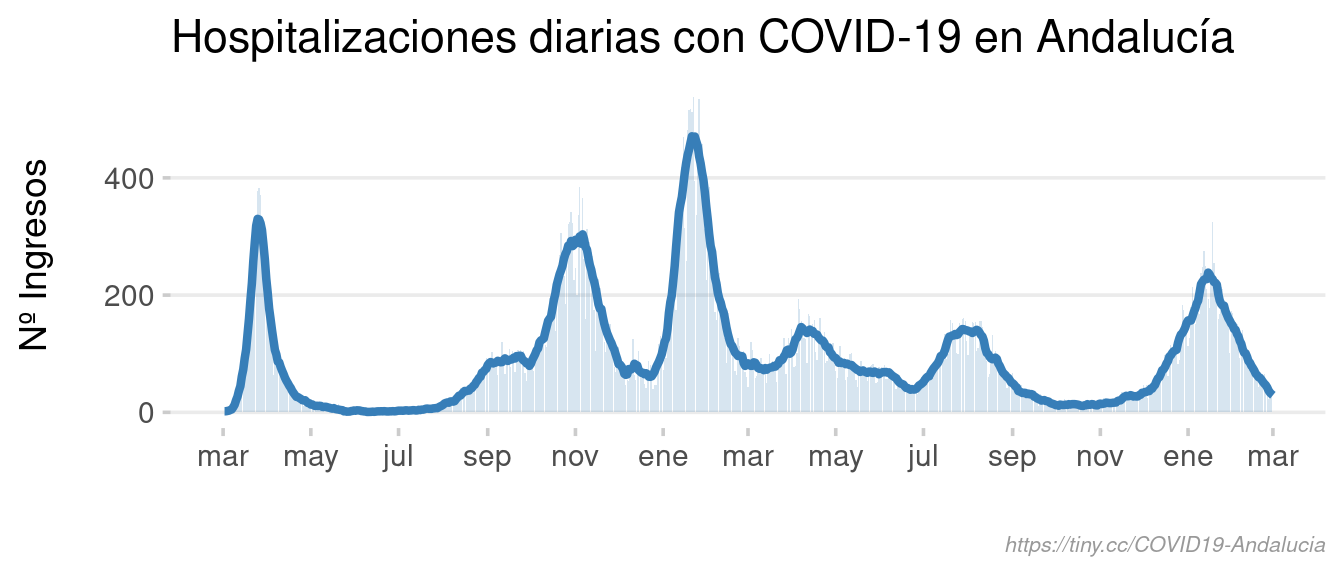 Hospitalizaciones diarias con COVID-19 en Andalucía
Nº Ingresos
400
200
0
mar may jul sep nov ene mar may jul sep nov ene mar
https://tiny.cc/COVID19-Andalucia